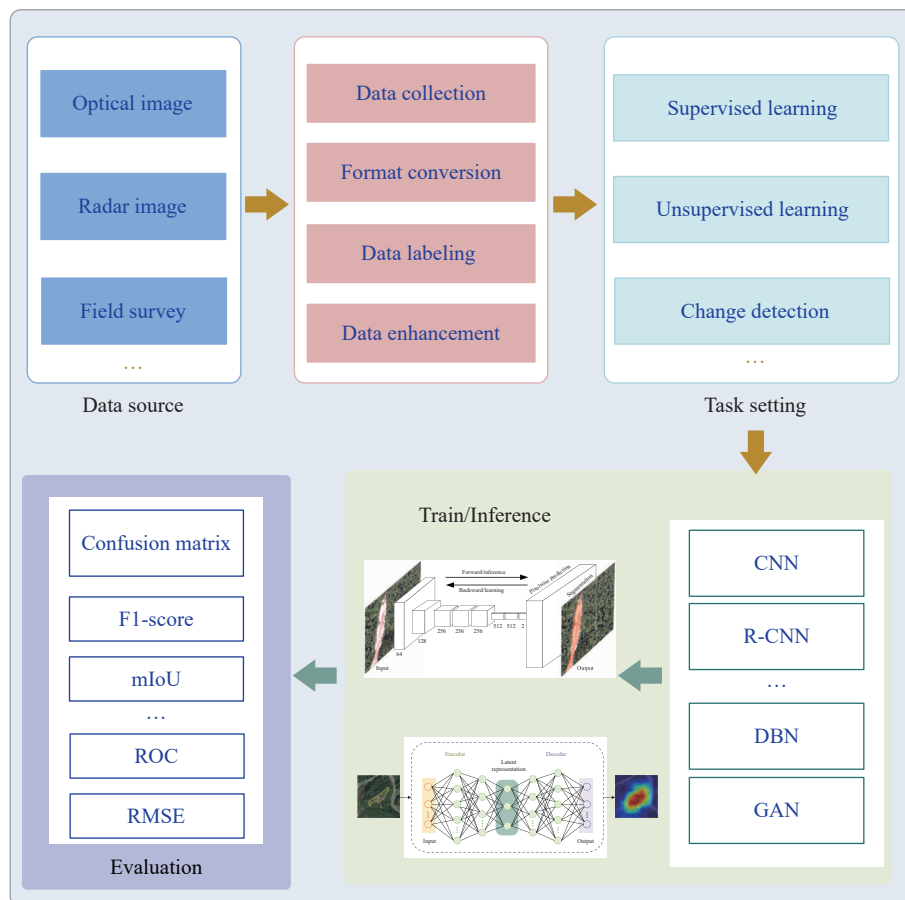 Optical image
Radar image
Field survey
…
Data source
Data collection
Format conversion
Data labeling
Data enhancement
Supervised learning
Unsupervised learning
Change detection
…
Task setting
Train/Inference
CNN
R-CNN
…
DBN
GAN
Forward/inference
Backward/learning
Pixelwise prediction
Segmentation
Input
64
128
256
256
256
512
512
2
Output
Encoder
Latent
representation
Decoder
Input
Output
Confusion matrix
F1-score
mIoU
…
ROC
RMSE
Evaluation